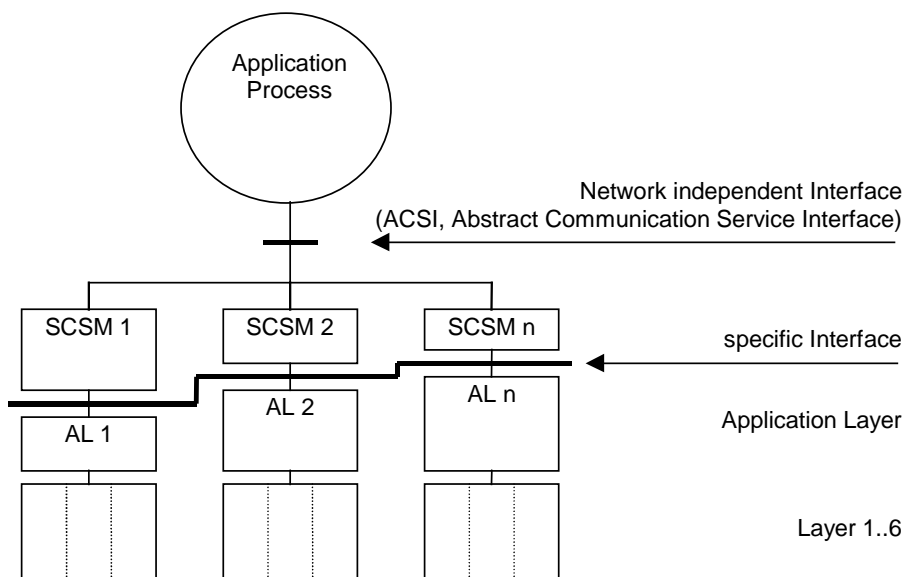 Application
Process
Network independent Interface
(ACSI, Abstract Communication Service Interface)
SCSM 1
SCSM 2
SCSM n
specific Interface
AL 1
AL 2
AL n
Application Layer
Layer 1..6